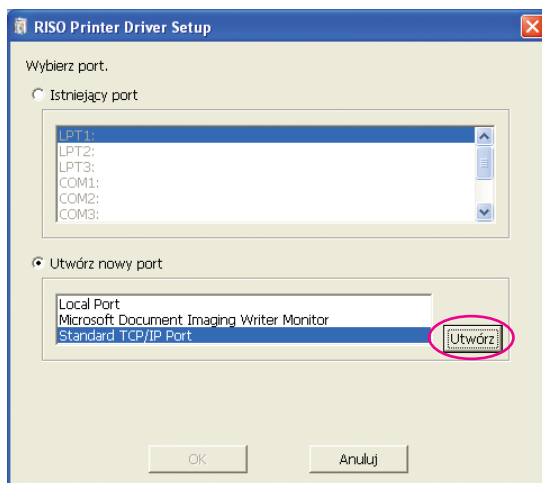 RISO Printer Driver Setup
Wybierz port.
Istniejący port
LPT1:
LPT2:
LPT3:
COM1:
COM2:
COM3:
Utwórz nowy port
Local Port
Microsoft Document Imaging Writer Monitor
Standard TCP/IP Port
Utwórz
OK
Anuluj